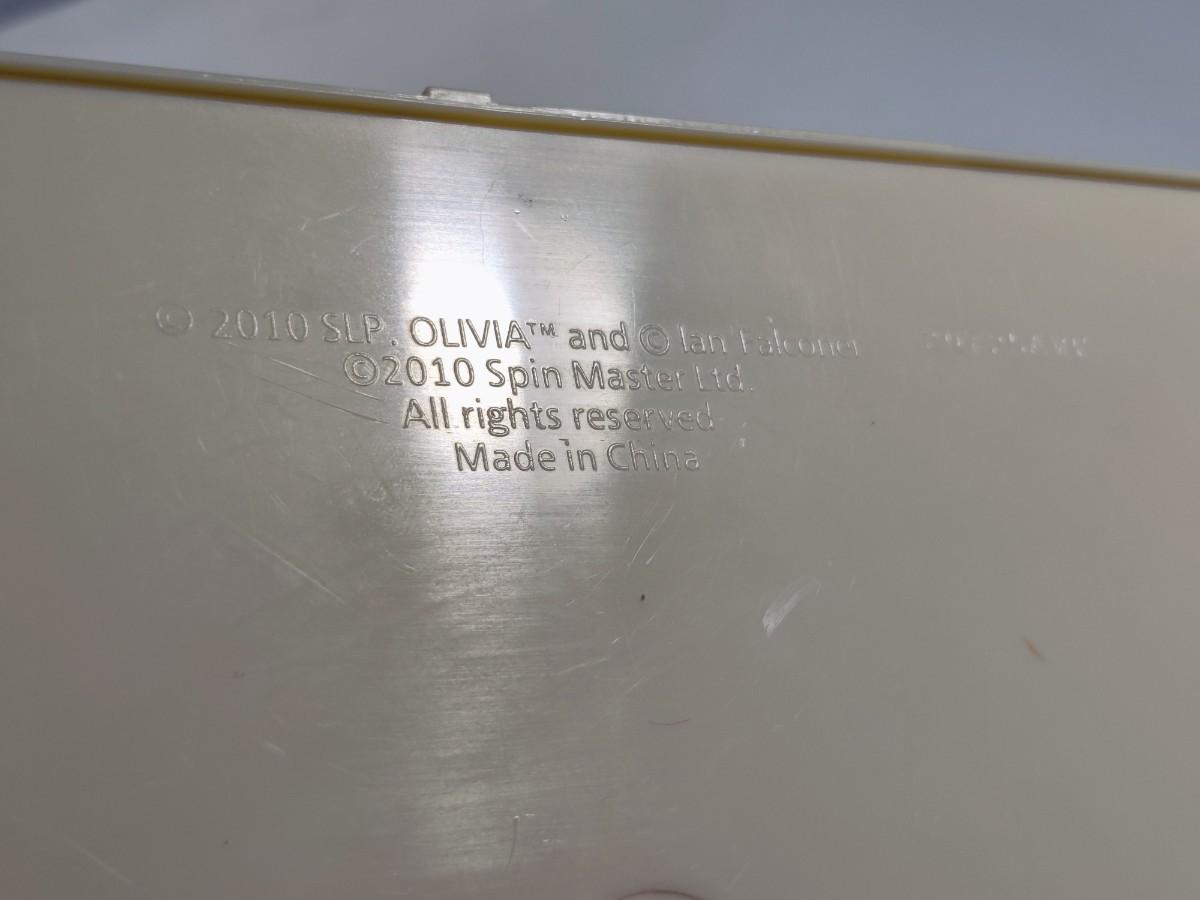 © 2010 SLP. OLIVIA™ and © Ian Falconer
©2010 Spin Master Ltd.
All rights reserved
Made in China